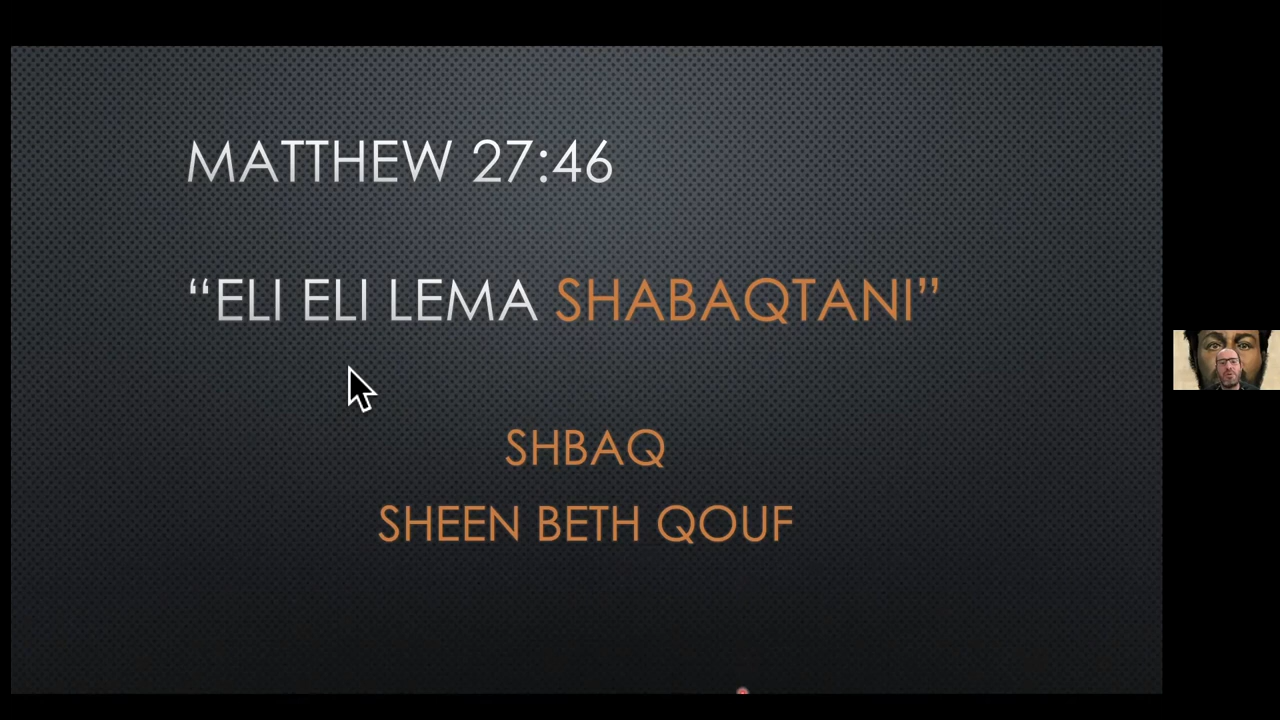 MATTHEW 27:46
“ELI ELI LEMA SHABAQTANI”
SHBAQ
SHEEN BETH QOUF